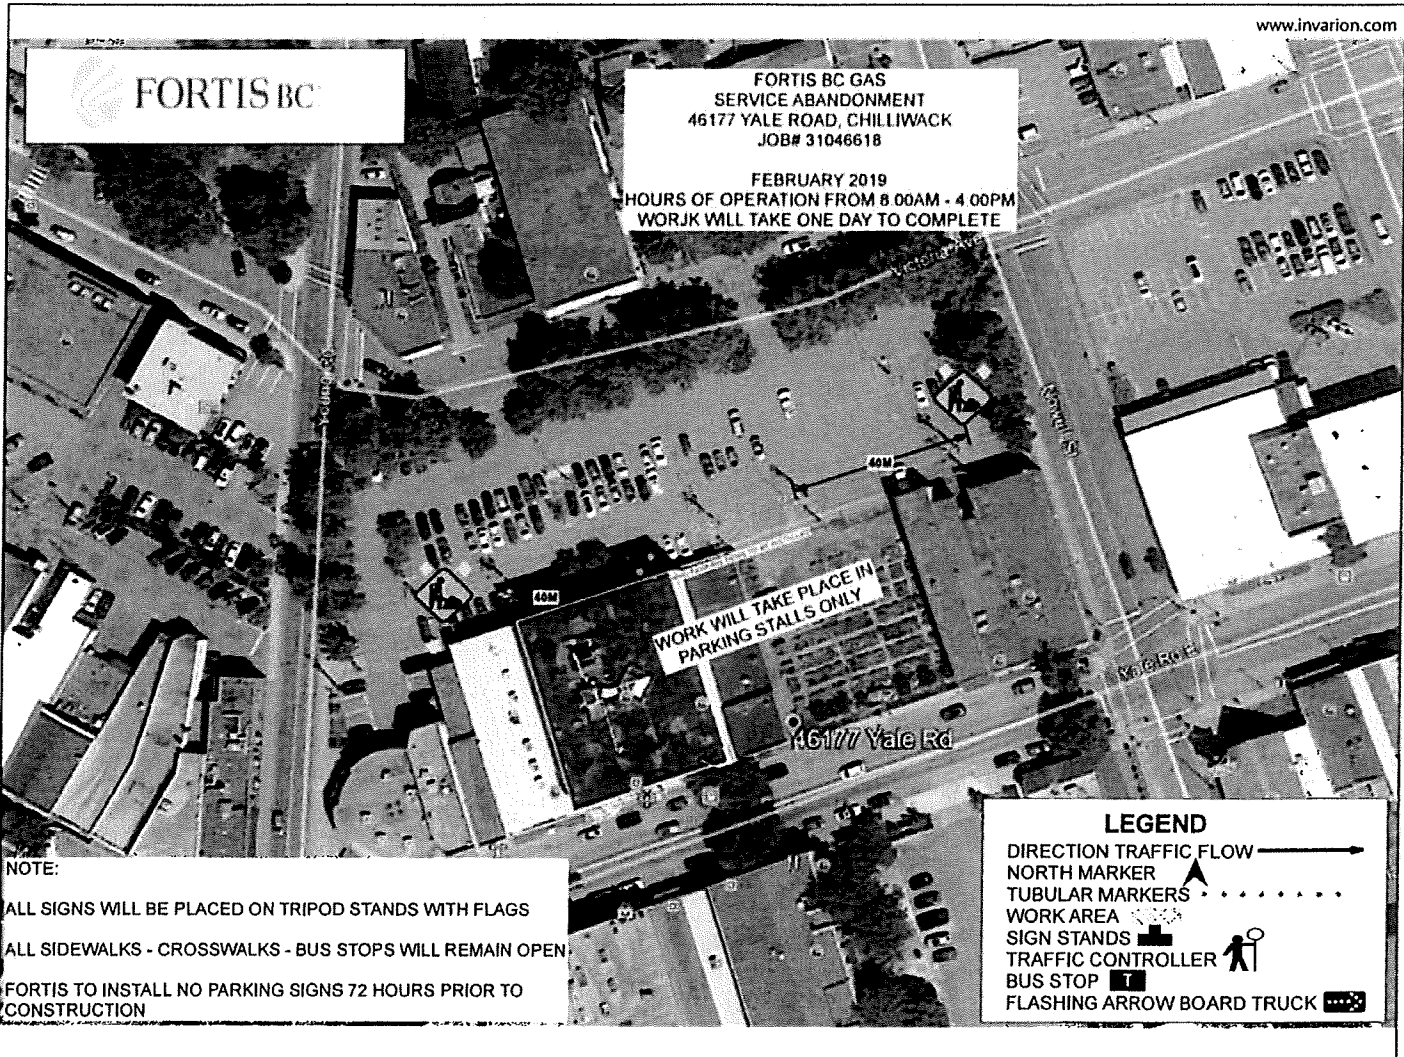 www.invarion.com
FORTIS BC
FORTIS BC GAS
SERVICE ABANDONMENT
46177 YALE ROAD, CHILLIWACK
JOB# 31046618
FEBRUARY 2019
HOURS OF OPERATION FROM 8.00AM - 4.00PM
WORJK WILL TAKE ONE DAY TO COMPLETE
Victoria Ave
40M
40M
WORK WILL TAKE PLACE IN
PARKING STALLS ONLY
Yale Rd E
46177 Yale Rd
NOTE:
ALL SIGNS WILL BE PLACED ON TRIPOD STANDS WITH FLAGS
ALL SIDEWALKS - CROSSWALKS - BUS STOPS WILL REMAIN OPEN
FORTIS TO INSTALL NO PARKING SIGNS 72 HOURS PRIOR TO
CONSTRUCTION
LEGEND
DIRECTION TRAFFIC FLOW
NORTH MARKER
TUBULAR MARKERS
WORK AREA
SIGN STANDS
TRAFFIC CONTROLLER
BUS STOP T
FLASHING ARROW BOARD TRUCK